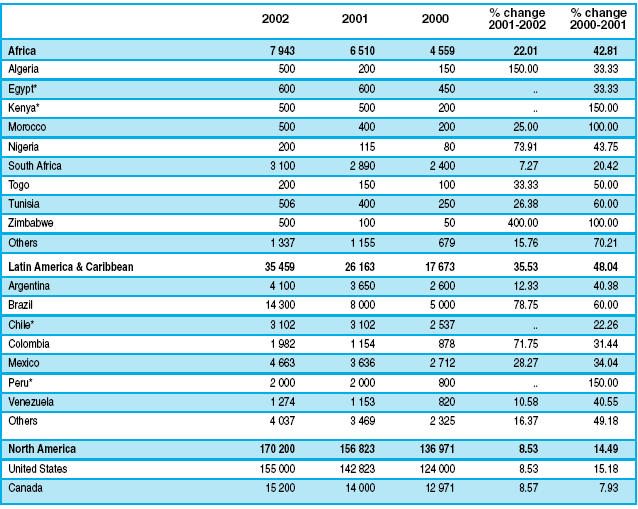 2002 2001 2000 % change 2001-2002 % change 2000-2001
Africa 7 943 6 510 4 559 22.01 42.81
Algeria 500 200 150 150.00 33.33
Egypt* 600 600 450 .. 33.33
Kenya* 500 500 200 .. 150.00
Morocco 500 400 200 25.00 100.00
Nigeria 200 115 80 73.91 43.75
South Africa 3 100 2 890 2 400 7.27 20.42
Togo 200 150 100 33.33 50.00
Tunisia 506 400 250 26.38 60.00
Zimbabwe 500 100 50 400.00 100.00
Others 1 337 1 155 679 15.76 70.21
Latin America & Caribbean 35 459 26 163 17 673 35.53 48.04
Argentina 4 100 3 650 2 600 12.33 40.38
Brazil 14 300 8 000 5 000 78.75 60.00
Chile* 3 102 3 102 2 537 .. 22.26
Colombia 1 982 1 154 878 71.75 31.44
Mexico 4 663 3 636 2 712 28.27 34.04
Peru* 2 000 2 000 800 .. 150.00
Venezuela 1 274 1 153 820 10.58 40.55
Others 4 037 3 469 2 325 16.37 49.18
North America 170 200 156 823 136 971 8.53 14.49
United States 155 000 142 823 124 000 8.53 15.18
Canada 15 200 14 000 12 971 8.57 7.93